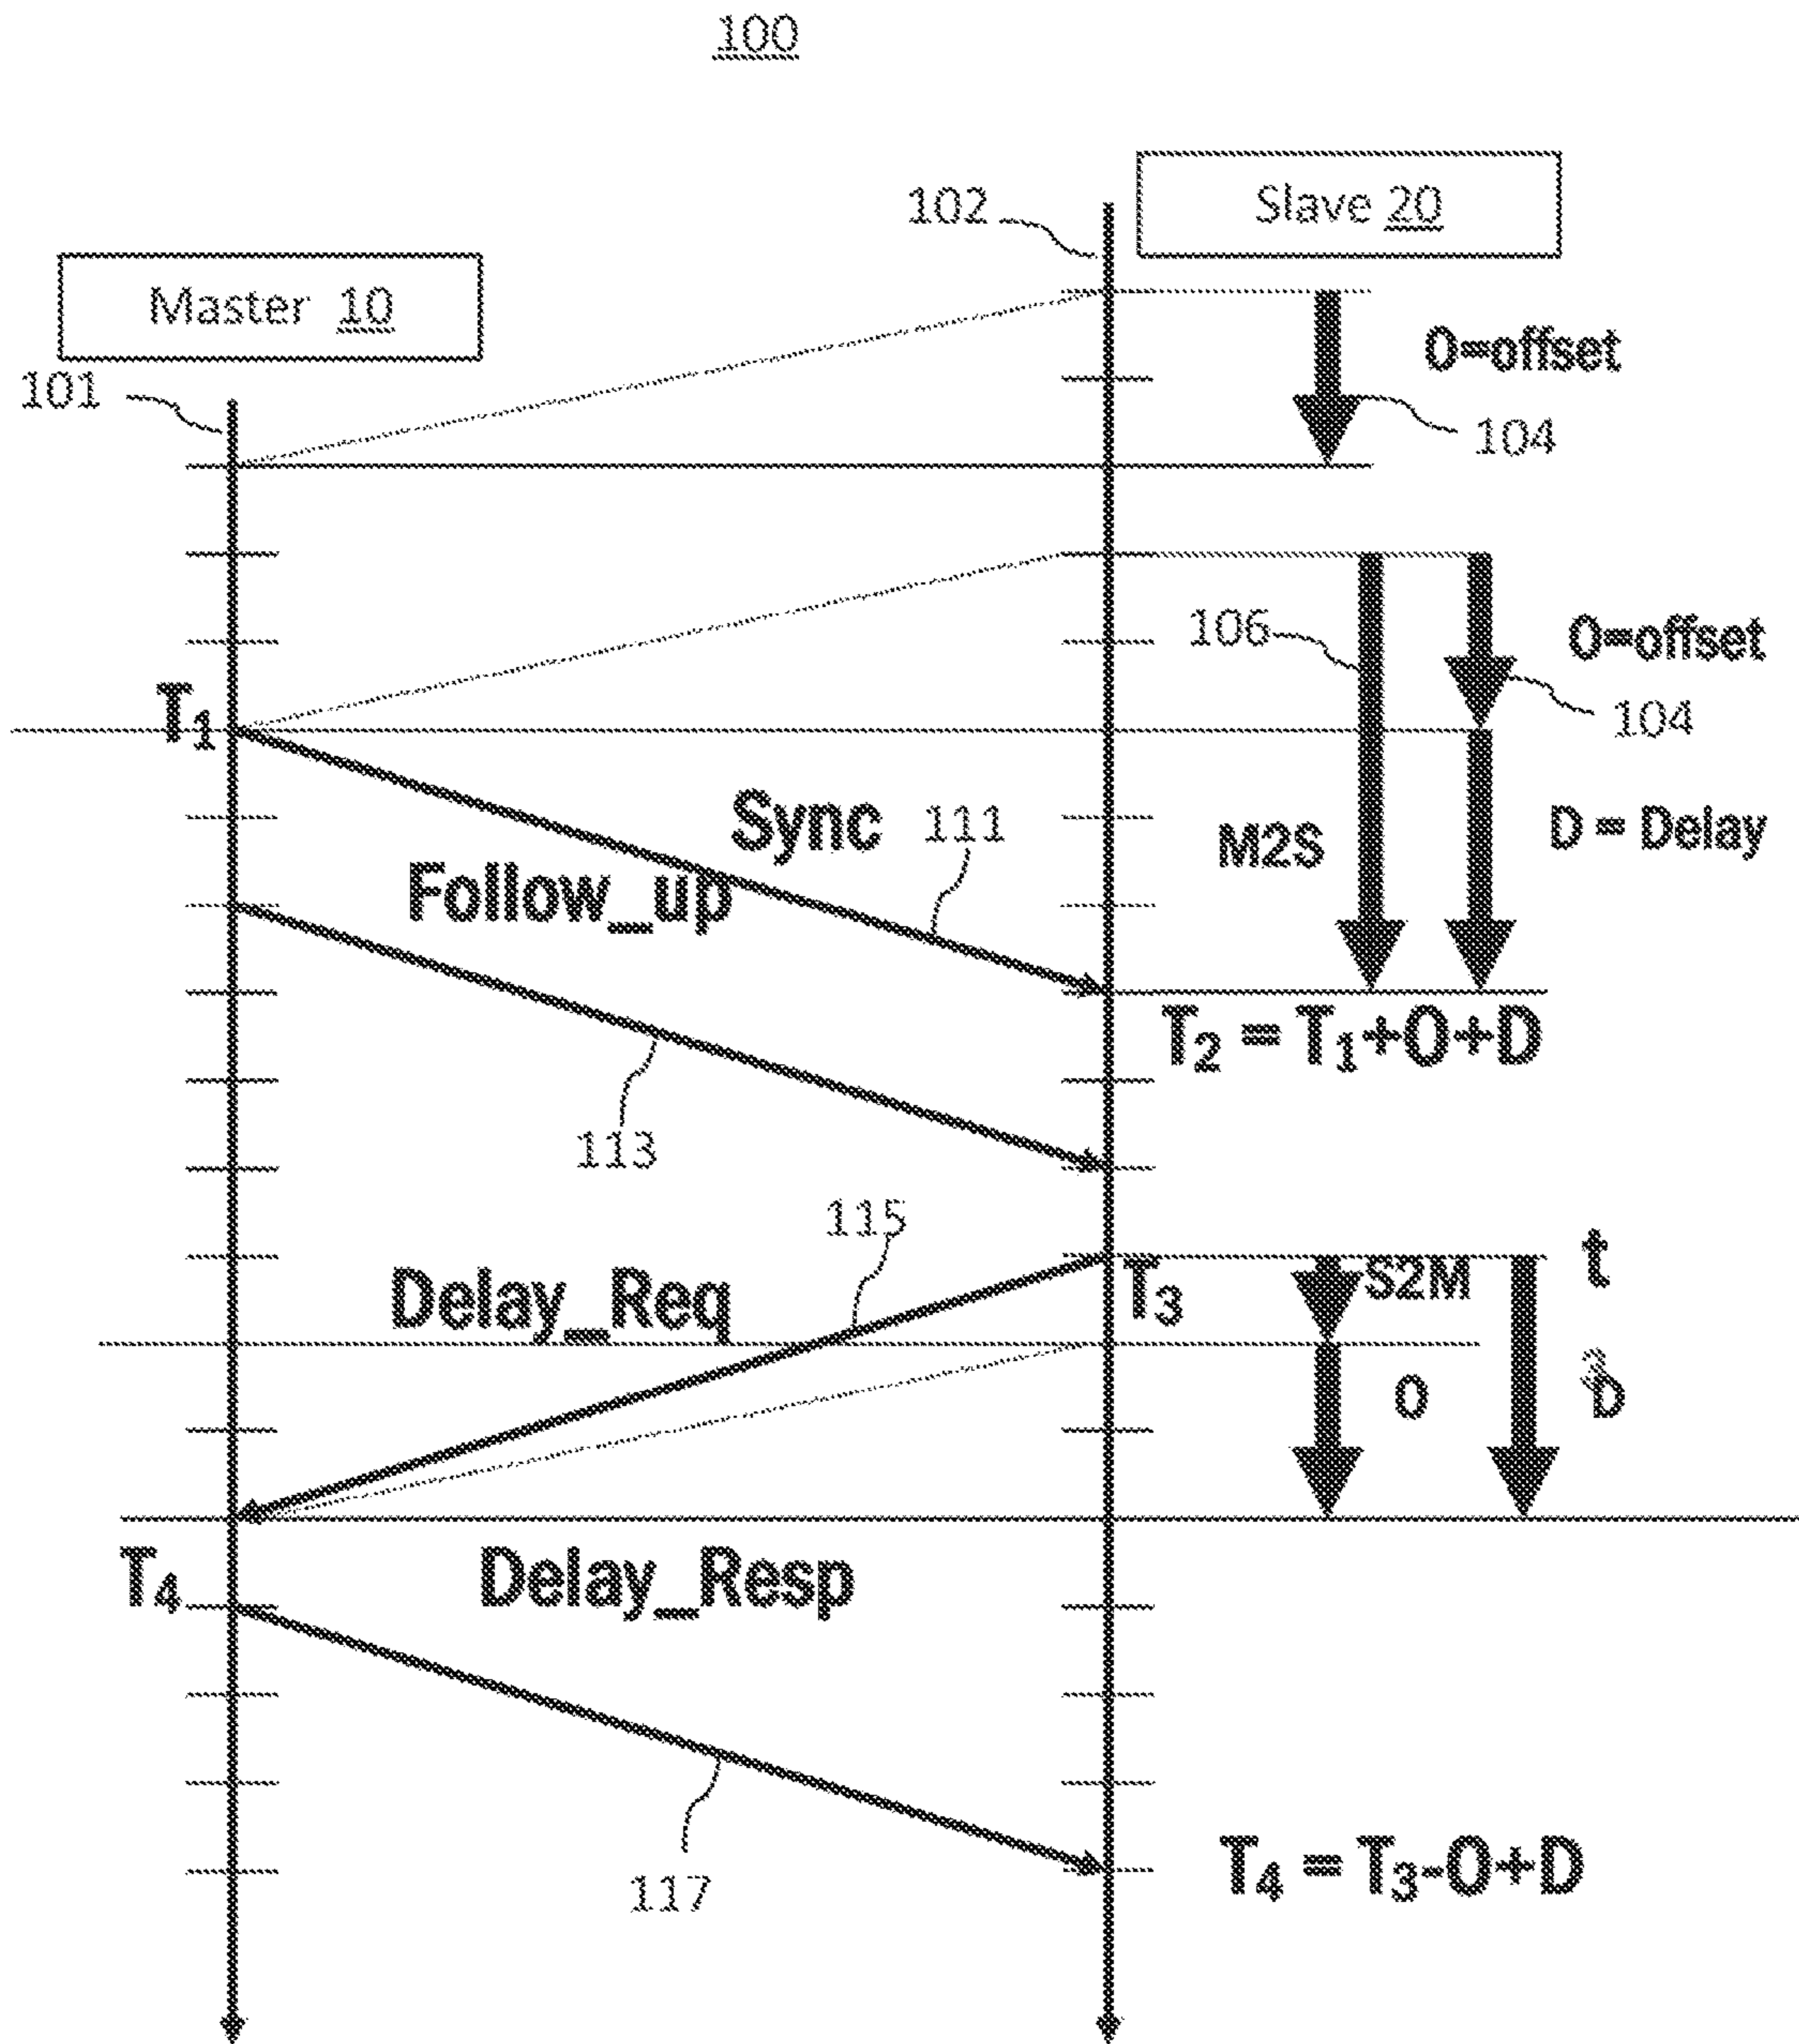 100
102
Slave 20
Master 10
101
O=offset
104
106
O=offset
T1
104
Sync
111
M2S
D = Delay
Follow_up
T2 = T1+O+D
113
115
t
Delay_Req
T3
S2M
3
O
D
T4
Delay_Resp
T4 = T3-O+D
117